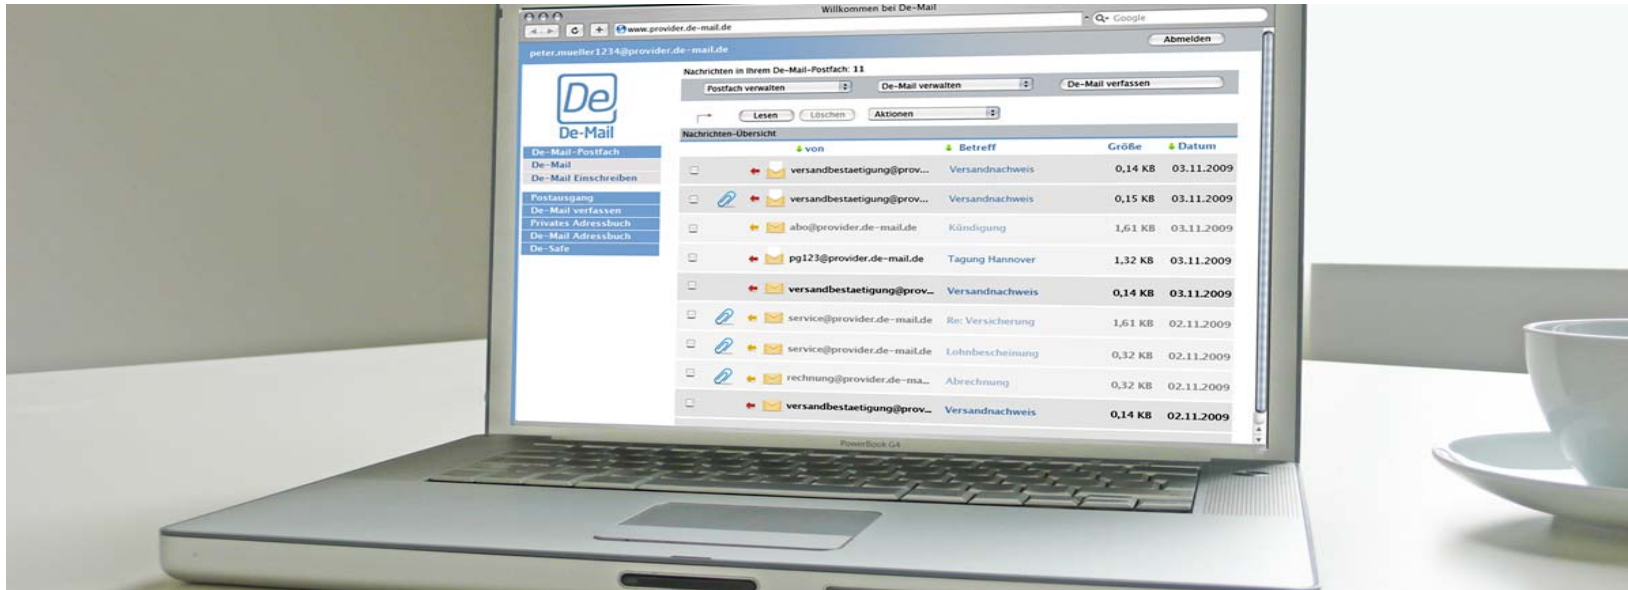 Willkommen bei De-Mail
www.provider.de-mail.de
Google
peter.mueller1234@provider.de-mail.de
Abmelden
De
De-Mail
De-Mail-Postfach
De-Mail
De-Mail Einschreiben
Postausgang
De-Mail verfassen
Privates Adressbuch
De-Mail Adressbuch
De-Safe
Nachrichten in Ihrem De-Mail-Postfach: 11
Postfach verwalten De-Mail verwalten De-Mail verfassen
Lesen Löschen Aktionen
Nachrichten-Übersicht
von Betreff Größe Datum
versandbestaetigung@prov... Versandnachweis 0,14 KB 03.11.2009
versandbestaetigung@prov... Versandnachweis 0,15 KB 03.11.2009
abo@provider.de-mail.de Kündigung 1,61 KB 03.11.2009
pg123@provider.de-mail.de Tagung Hannover 1,32 KB 03.11.2009
versandbestaetigung@prov... Versandnachweis 0,14 KB 03.11.2009
service@provider.de-mail.de Re: Versicherung 1,61 KB 02.11.2009
service@provider.de-mail.de Lohnbescheinung 0,32 KB 02.11.2009
rechnung@provider.de-ma... Abrechnung 0,32 KB 02.11.2009
versandbestaetigung@prov... Versandnachweis 0,14 KB 02.11.2009
PowerBook G4